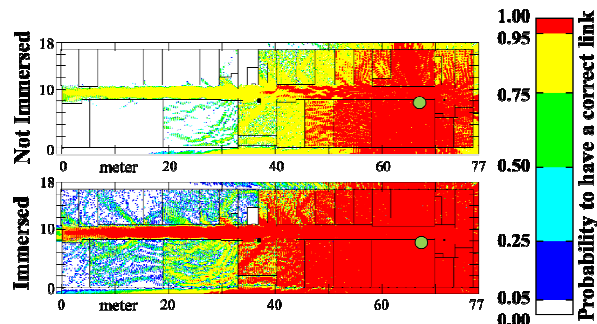 Not Immersed
18
10
0
0 meter 20 40 60 77
Immersed
18
10
0
0 meter 20 40 60 77
1.00
0.95
0.75
0.50
0.25
0.05
0.00
Probability to have a correct link